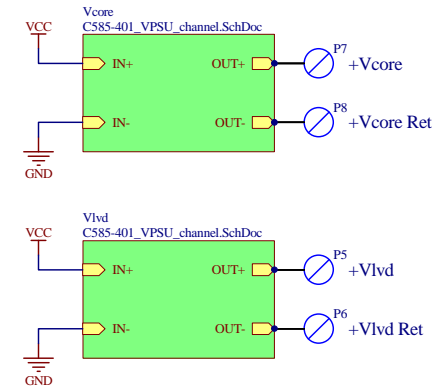 Vcore
C585-401_VPSU_channel.SchDoc
VCC
IN+
OUT+
P7
+Vcore
IN-
OUT-
P8
+Vcore Ret
GND
Vlvd
C585-401_VPSU_channel.SchDoc
VCC
IN+
OUT+
P5
+Vlvd
IN-
OUT-
P6
+Vlvd Ret
GND